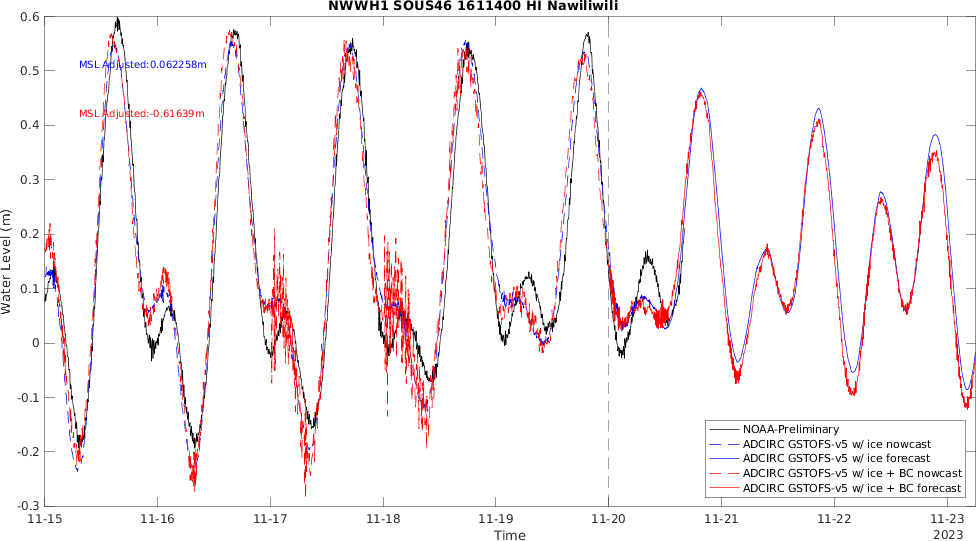 NWWH1 SOUS46 1611400 HI Nawiliwili
0.6
0.5
0.4
0.3
0.2
0.1
0
-0.1
-0.2
-0.3
Water Level (m)
MSL Adjusted:0.062258m
MSL Adjusted:-0.61639m
NOAA-Preliminary
ADCIRC GSTOFS-v5 w/ ice nowcast
ADCIRC GSTOFS-v5 w/ ice forecast
ADCIRC GSTOFS-v5 w/ ice + BC nowcast
ADCIRC GSTOFS-v5 w/ ice + BC forecast
11-15 11-16 11-17 11-18 11-19 11-20 11-21 11-22 11-23
Time
2023